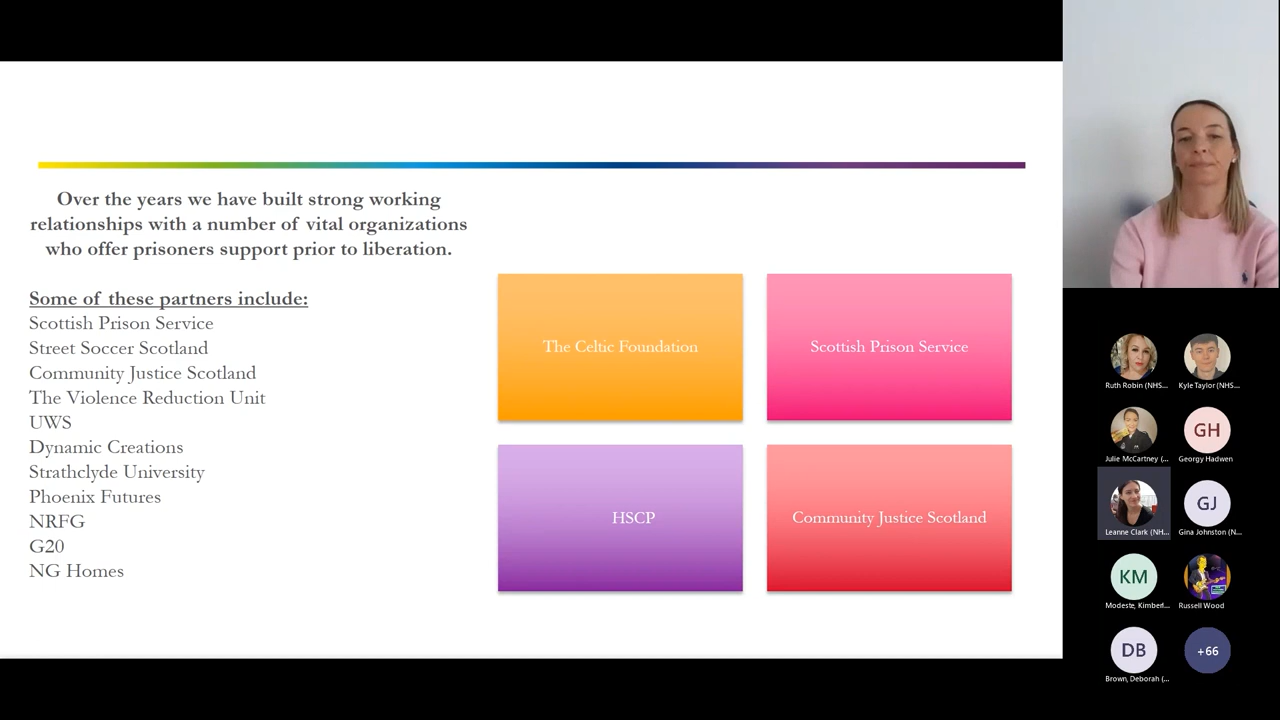 Over the years we have built strong working
relationships with a number of vital organizations
who offer prisoners support prior to liberation.
Some of these partners include:
Scottish Prison Service
Street Soccer Scotland
Community Justice Scotland
The Violence Reduction Unit
UWS
Dynamic Creations
Strathclyde University
Phoenix Futures
NRFG
G20
NG Homes
The Celtic Foundation
Scottish Prison Service
HSCP
Community Justice Scotland
Ruth Robin (NHS...
Kyle Taylor (NHS...
Julie McCartney (...
GH
Georgy Hadwen
Leanne Clark (NH...
GJ
Gina Johnston (N...
KM
Modeste, Kimberl...
Russell Wood
DB
Brown, Deborah (...
+66